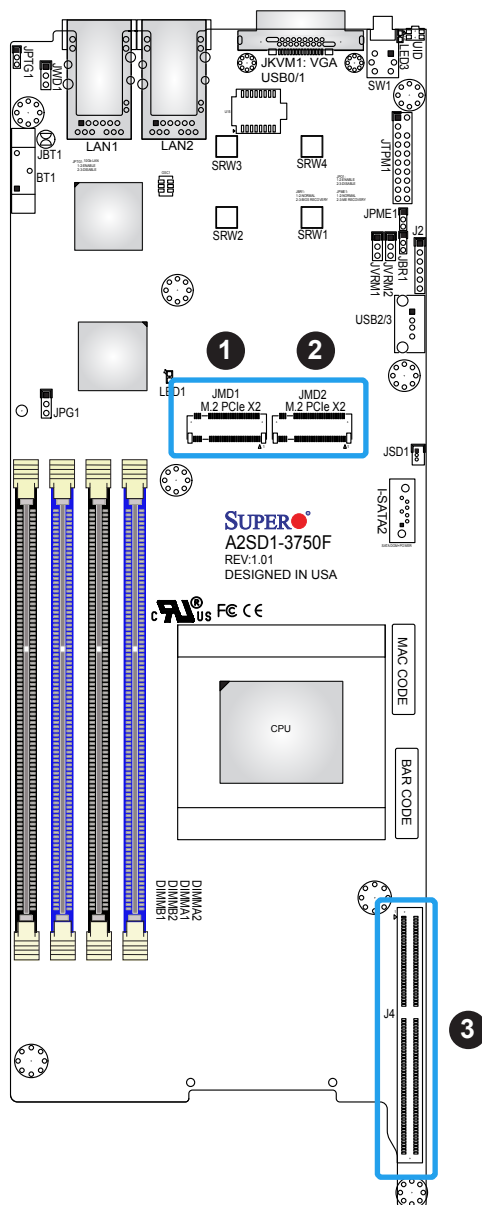 JPTG1
JWD1
LAN1
LAN2
JKVM1: VGA
USB0/1
SW1
LED3
UID
JBT1
BT1
SRW3
SRW4
SRW2
SRW1
JTPM1
JPME1
JBR1
J2
JVRM1
JVRM2
USB2/3
1
2
LED1
JMD1
M.2 PCIe X2
JMD2
M.2 PCIe X2
JPG1
JSD1
I-SATA2
SUPER
A2SD1-3750F
REV:1.01
DESIGNED IN USA
C US ® FC CE
MAC CODE
CPU
BAR CODE
DIMMA2
DIMMA1
DIMMB2
DIMMB1
J4
3